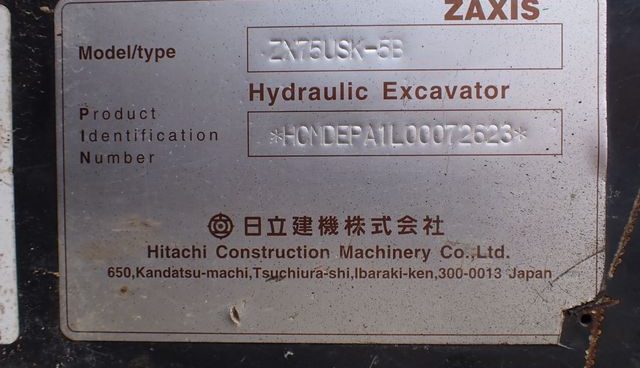 ZAXIS
Model/type ZX75USK-5B
Hydraulic Excavator
Product
Identification *HCMDEPA1L00072623*
Number
日立建機株式会社
Hitachi Construction Machinery Co.,Ltd.
650,Kandatsu-machi,Tsuchiura-shi,Ibaraki-ken,300-0013 Japan